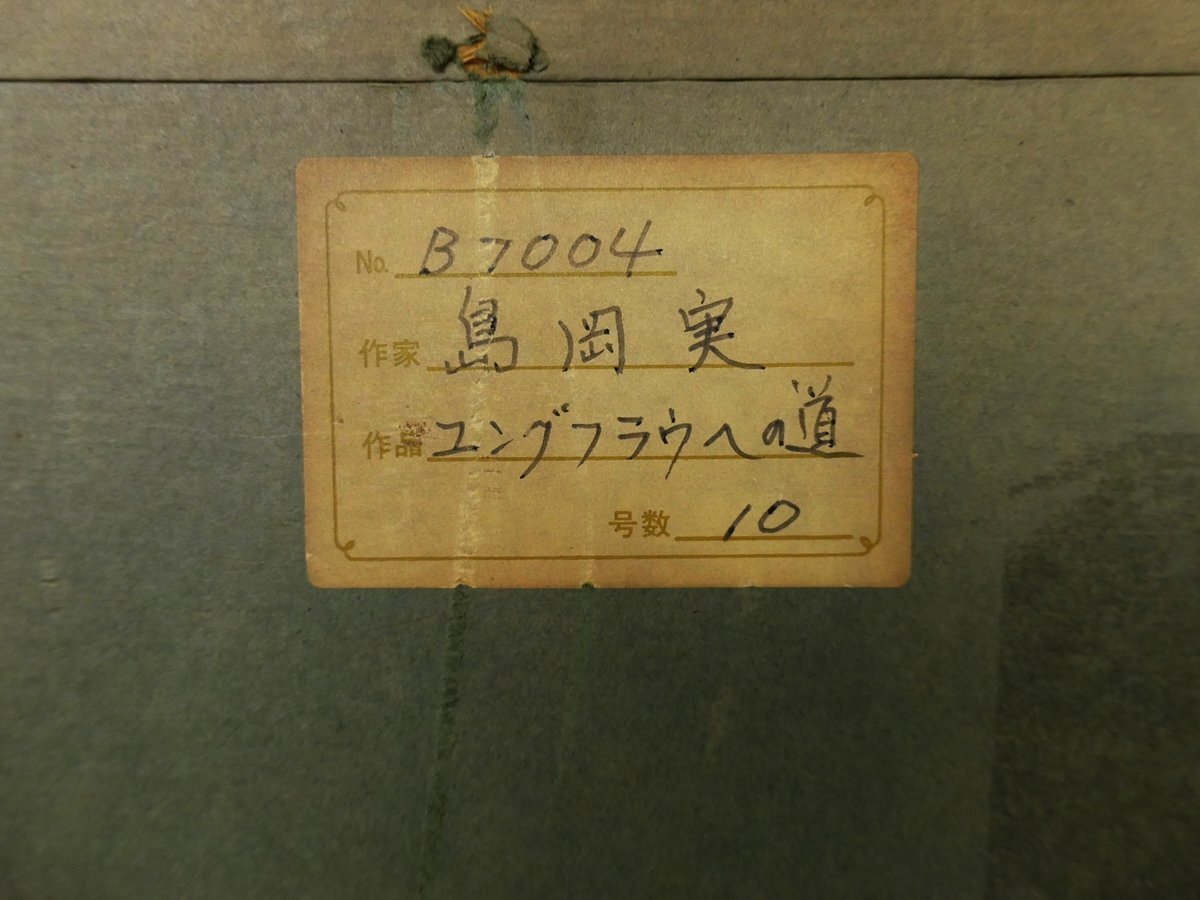 No. B7004
作家 島岡実
作品 ユングフラウへの道
号数 10